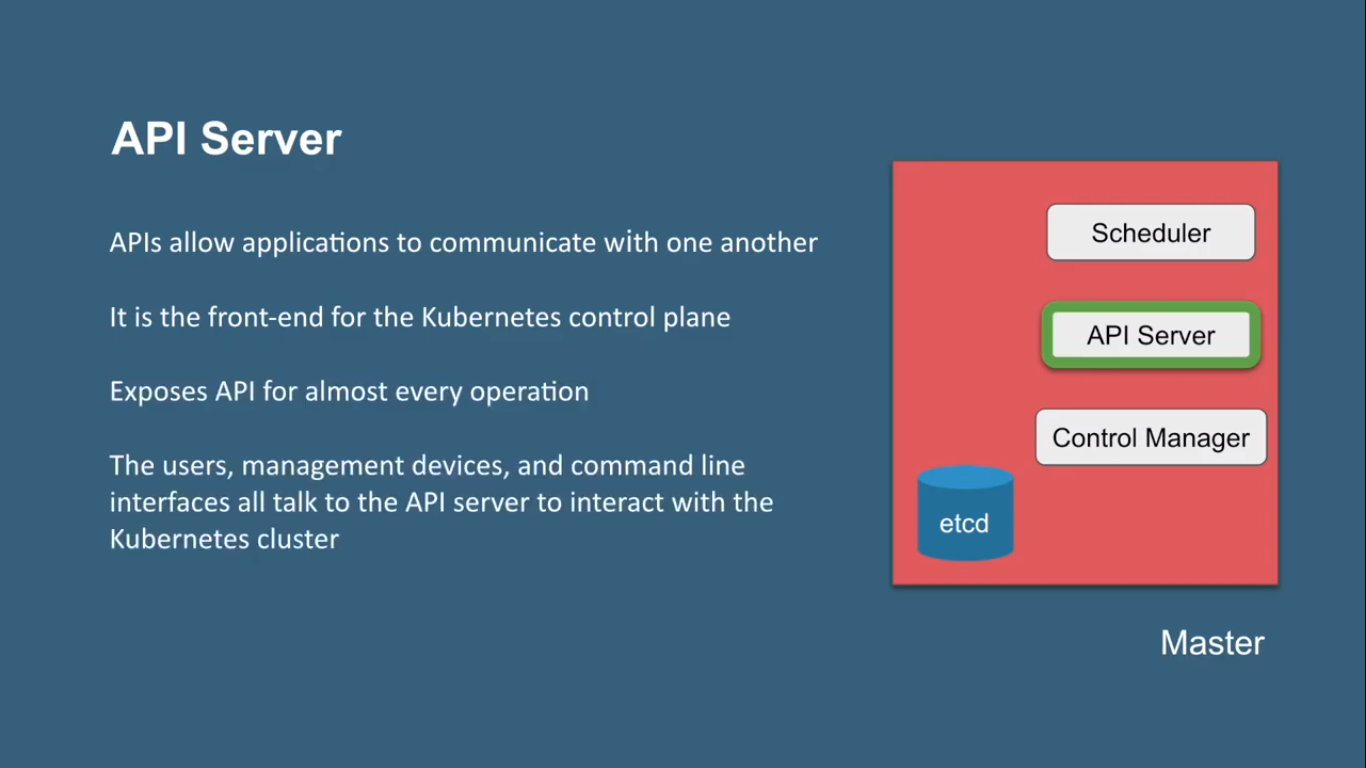 API Server
APIs allow applications to communicate with one another
It is the front-end for the Kubernetes control plane
Exposes API for almost every operation
The users, management devices, and command line
interfaces all talk to the API server to interact with the
Kubernetes cluster
Scheduler
API Server
Control Manager
etcd
Master